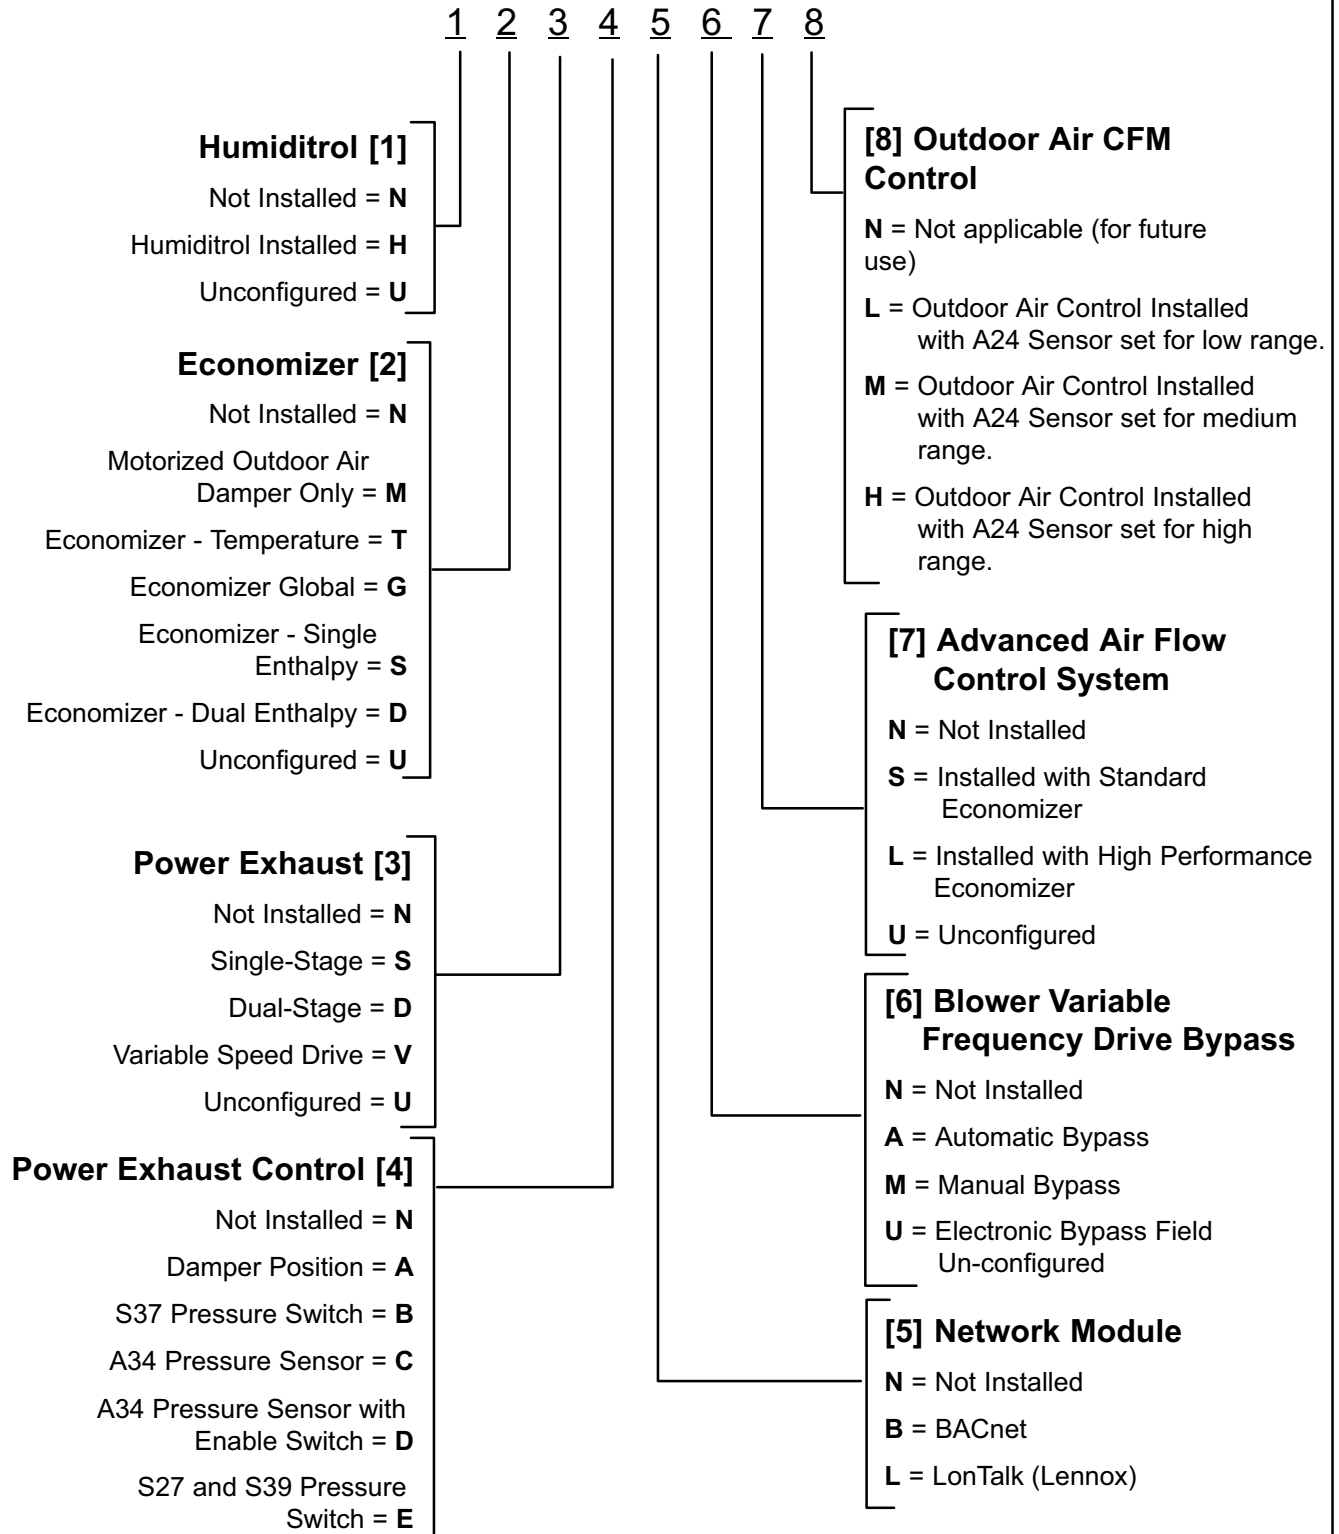 1 2 3 4 5 6 7 8
Humiditrol [1]
Not Installed = N
Humiditrol Installed = H
Unconfigured = U
Economizer [2]
Not Installed = N
Motorized Outdoor Air
Damper Only = M
Economizer - Temperature = T
Economizer Global = G
Economizer - Single
Enthalpy = S
Economizer - Dual Enthalpy = D
Unconfigured = U
Power Exhaust [3]
Not Installed = N
Single-Stage = S
Dual-Stage = D
Variable Speed Drive = V
Unconfigured = U
Power Exhaust Control [4]
Not Installed = N
Damper Position = A
S37 Pressure Switch = B
A34 Pressure Sensor = C
A34 Pressure Sensor with
Enable Switch = D
S27 and S39 Pressure
Switch = E
[8] Outdoor Air CFM
Control
N = Not applicable (for future
use)
L = Outdoor Air Control Installed
with A24 Sensor set for low range.
M = Outdoor Air Control Installed
with A24 Sensor set for medium
range.
H = Outdoor Air Control Installed
with A24 Sensor set for high
range.
[7] Advanced Air Flow
Control System
N = Not Installed
S = Installed with Standard
Economizer
L = Installed with High Performance
Economizer
U = Unconfigured
[6] Blower Variable
Frequency Drive Bypass
N = Not Installed
A = Automatic Bypass
M = Manual Bypass
U = Electronic Bypass Field
Un-configured
[5] Network Module
N = Not Installed
B = BACnet
L = LonTalk (Lennox)